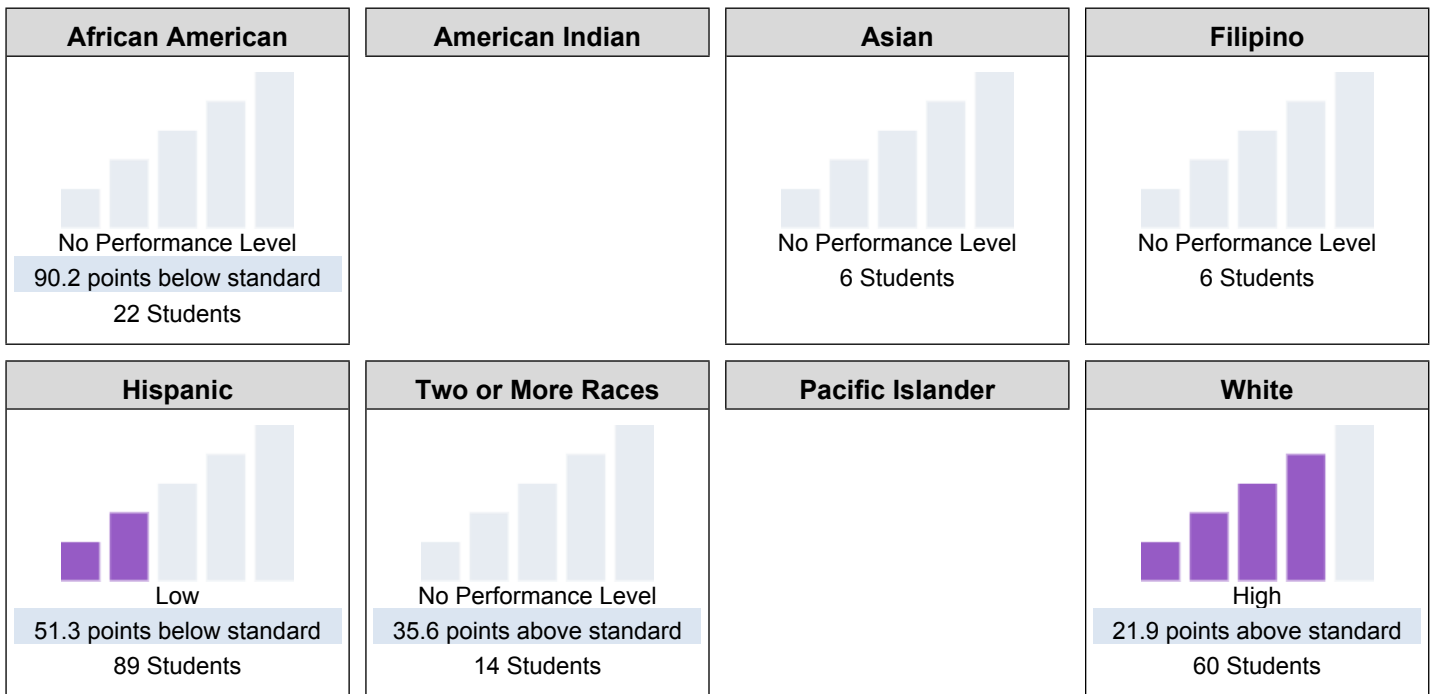 African American
No Performance Level
90.2 points below standard
22 Students
American Indian
Asian
No Performance Level
6 Students
Filipino
No Performance Level
6 Students
Hispanic
Low
51.3 points below standard
89 Students
Two or More Races
No Performance Level
35.6 points above standard
14 Students
Pacific Islander
White
High
21.9 points above standard
60 Students